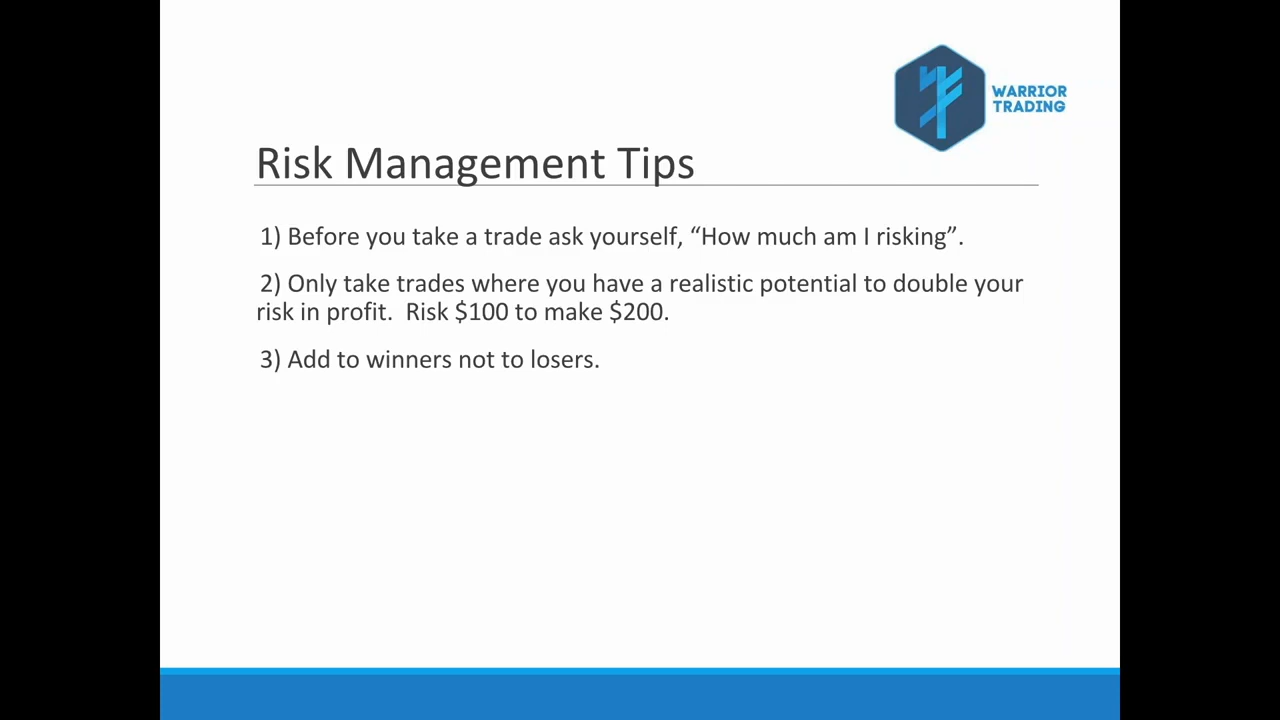 WARRIOR
TRADING
Risk Management Tips
1) Before you take a trade ask yourself, “How much am I risking”.
2) Only take trades where you have a realistic potential to double your
risk in profit.  Risk $100 to make $200.
3) Add to winners not to losers.